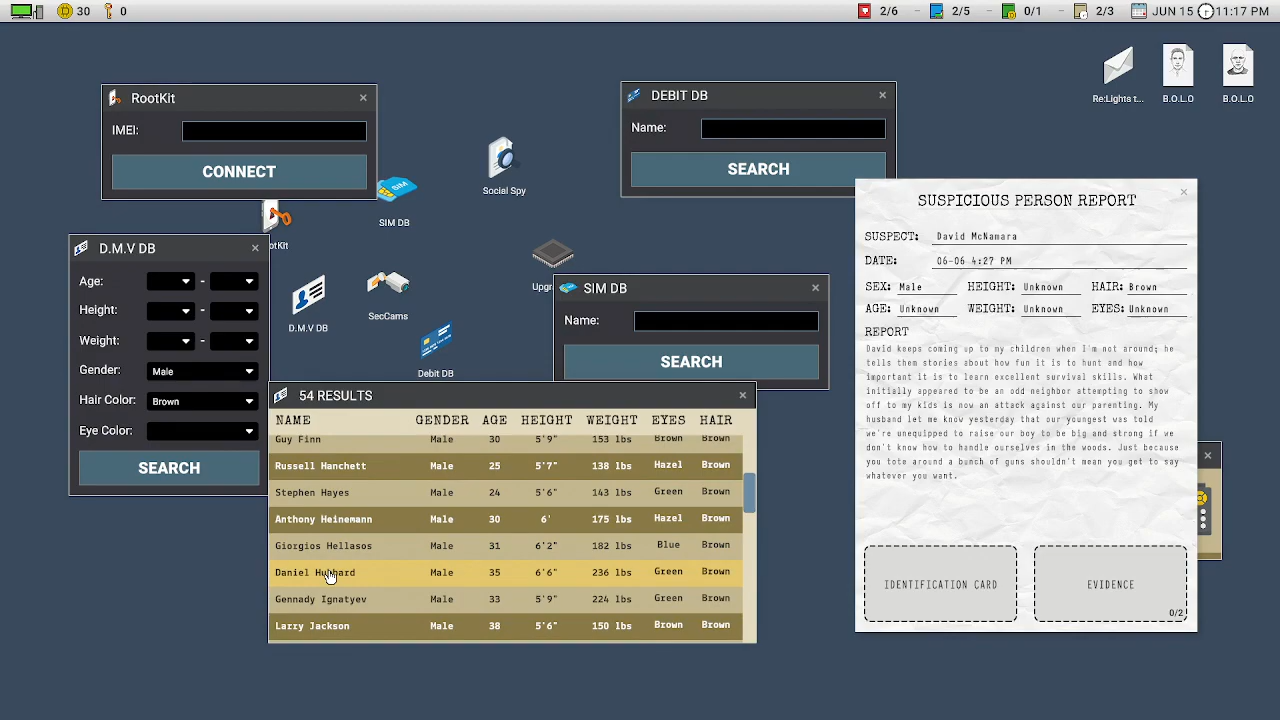 30
0
2/6
2/5
0/1
2/3
JUN 15
11:17 PM
RootKit
IMEI:
CONNECT
DEBIT DB
Name:
SEARCH
Re:Lights t...
B.O.L.O
B.O.L.O
SIM DB
Social Spy
D.M.V DB
Age:
-
Height:
-
Weight:
-
Gender:
Male
Hair Color:
Brown
Eye Color:
SEARCH
D.M.V DB
SecCams
Debit DB
SIM DB
Name:
SEARCH
54 RESULTS
NAME GENDER AGE HEIGHT WEIGHT EYES HAIR
Guy Finn Male 30 5'9" 153 lbs Brown Brown
Russell Hanchett Male 25 5'7" 138 lbs Hazel Brown
Stephen Hayes Male 24 5'6" 143 lbs Green Brown
Anthony Heinemann Male 30 6' 175 lbs Hazel Brown
Giorgios Hellasos Male 31 6'2" 182 lbs Blue Brown
Daniel Hubbard Male 35 6'6" 236 lbs Green Brown
Gennady Ignatyev Male 33 5'9" 224 lbs Green Brown
Larry Jackson Male 38 5'6" 150 lbs Brown Brown
SUSPICIOUS PERSON REPORT
SUSPECT: David McNamara
DATE: 06-06 4:27 PM
SEX: Male HEIGHT: Unknown HAIR: Brown
AGE: Unknown WEIGHT: Unknown EYES: Unknown
REPORT
David keeps coming up to my children when I'm not around; he
tells them stories about how fun it is to hunt and how
important it is to learn excellent survival skills. What
initially appeared to be an odd neighbor attempting to show
off to my kids is now an attack against our parenting. My
husband let me know yesterday that our youngest was told
we're unequipped to raise our boy to be big and strong if we
don't know how to handle ourselves in the woods. Just because
you tote around a bunch of guns shouldn't mean you get to say
whatever you want.
IDENTIFICATION CARD
EVIDENCE
0/2